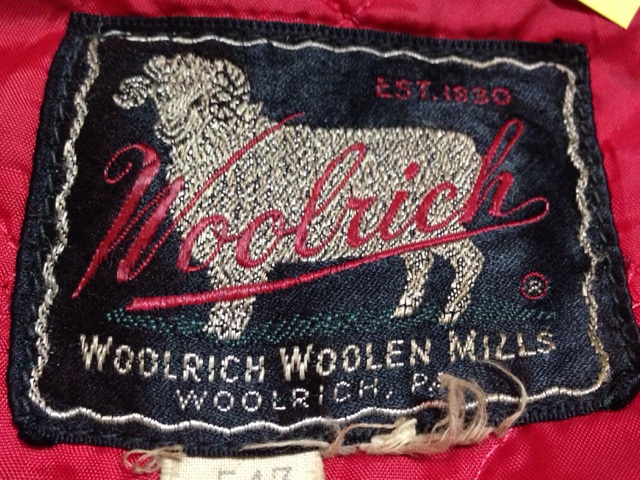 EST. 1830
Woolrich
®
WOOLRICH WOOLEN MILLS
WOOLRICH, PA.